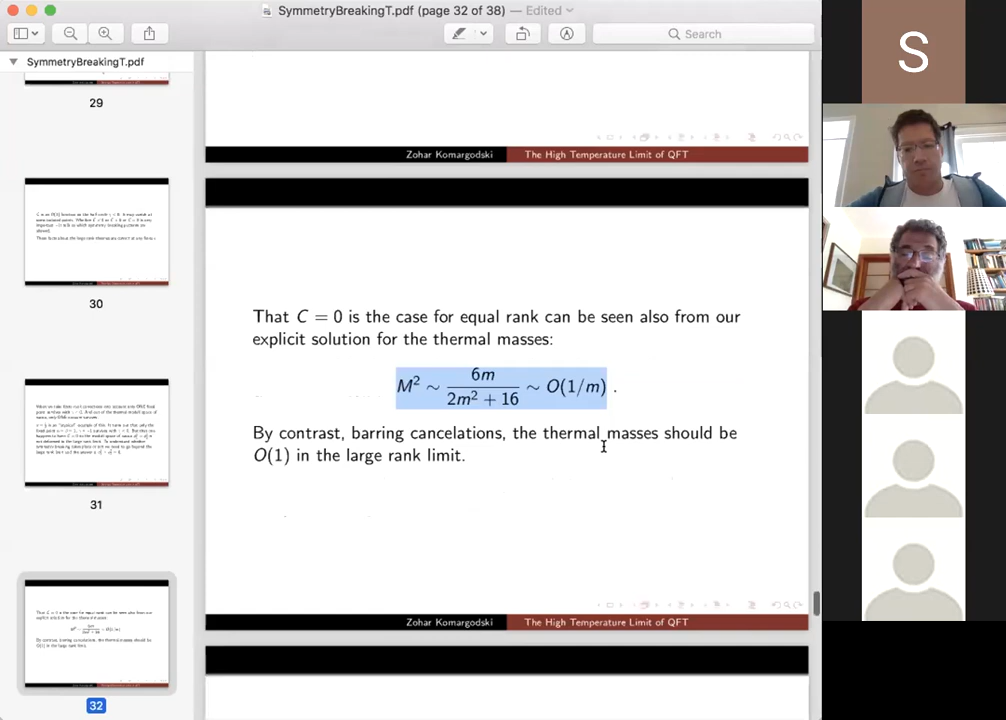 SymmetryBreakingT.pdf (page 32 of 38) — Edited
Search
SymmetryBreakingT.pdf
29
30
31
32
Zohar Komargodski The High Temperature Limit of QFT
That C = 0 is the case for equal rank can be seen also from our
explicit solution for the thermal masses:
M² ∼ 6m / 2m² + 16 ∼ O(1/m) .
By contrast, barring cancelations, the thermal masses should be
O(1) in the large rank limit.
Zohar Komargodski The High Temperature Limit of QFT
S